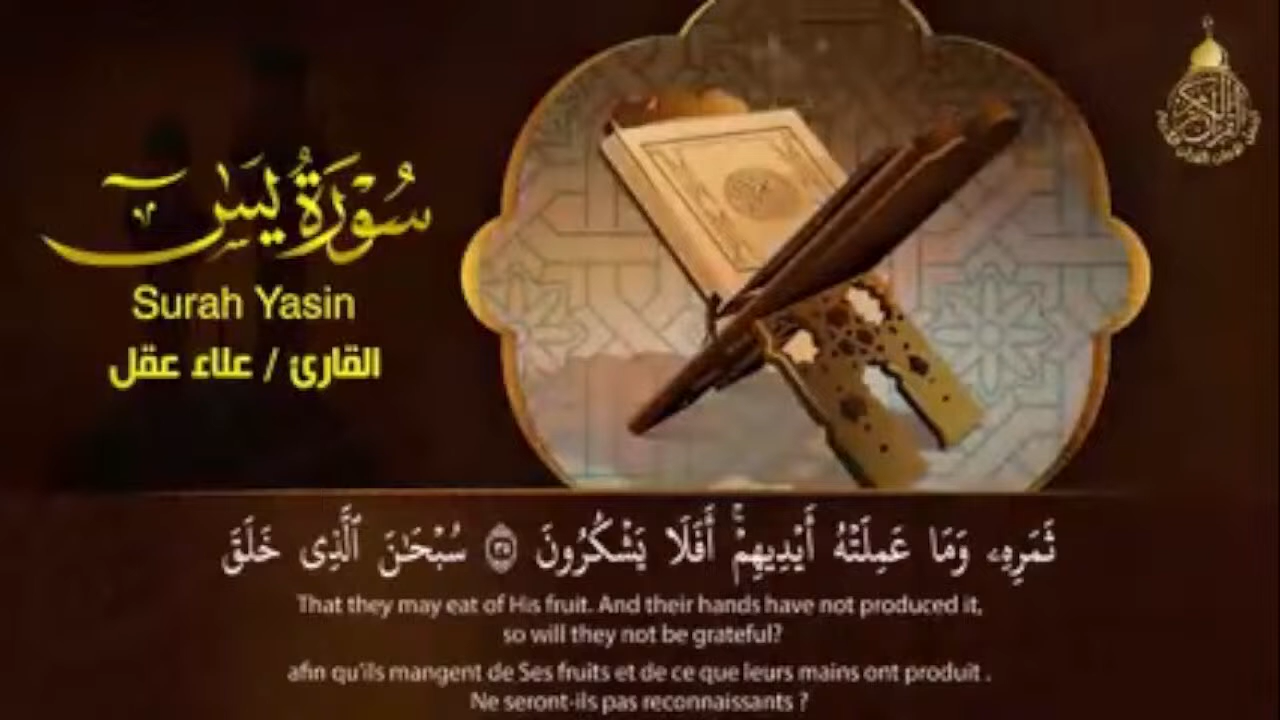 سُوۡرَةُ يسٓ
Surah Yasin
القارئ / علاء عقل
ثَمَرِهِۦ وَمَا عَمِلَتۡهُ أَيۡدِيهِمۡۚ أَفَلَا يَشۡكُرُونَ ٣٥ سُبۡحَٰنَ ٱلَّذِي خَلَقَ
That they may eat of His fruit. And their hands have not produced it,
so will they not be grateful?
afin qu'ils mangent de Ses fruits et de ce que leurs mains ont produit .
Ne seront-ils pas reconnaissants ?